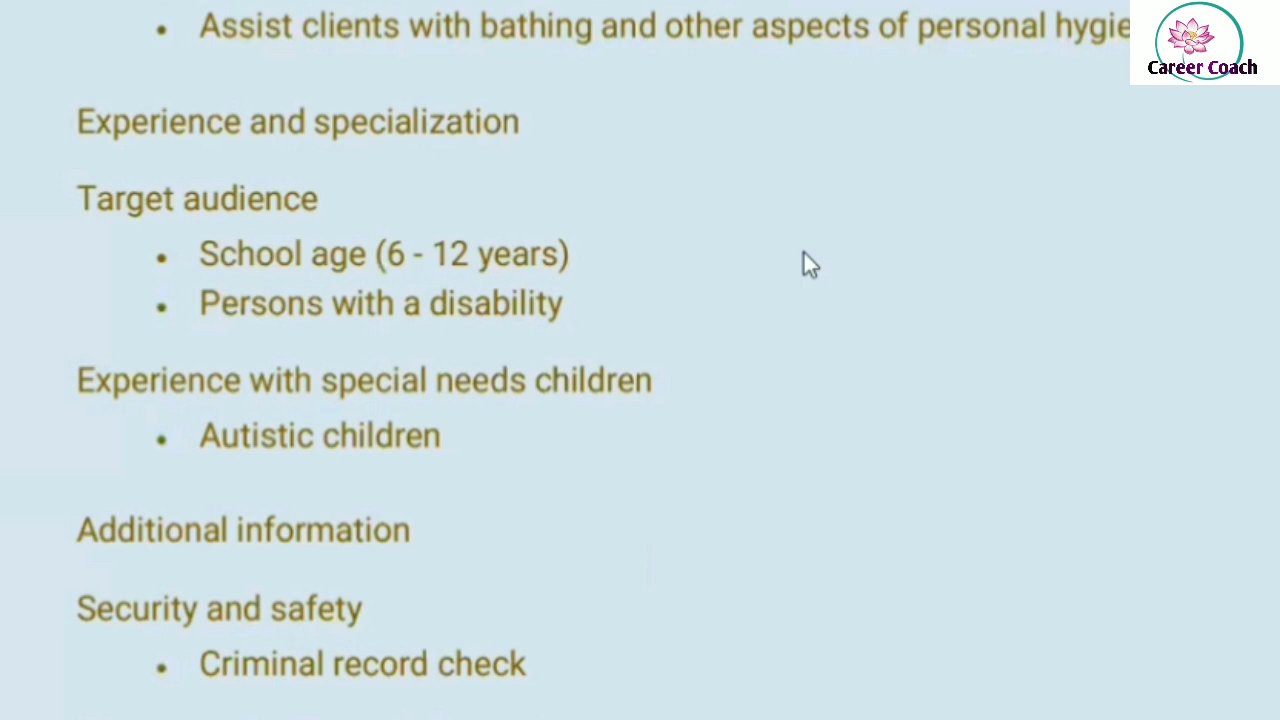 Assist clients with bathing and other aspects of personal
Career Coach
Experience and specialization
Target audience
School age (6 - 12 years)
Persons with a disability
Experience with special needs children
Autistic children
Additional information
Security and safety
Criminal record check